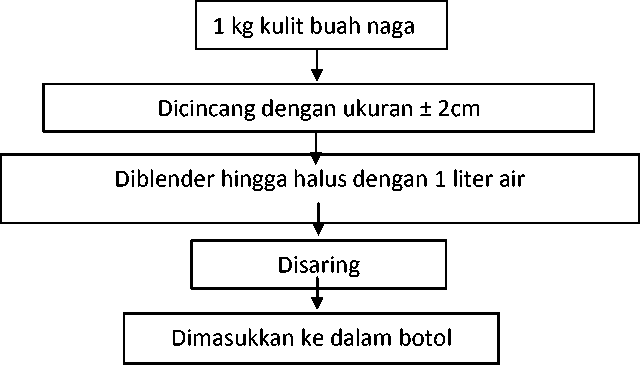 1 kg kulit buah naga
Dicincang dengan ukuran ± 2cm
Diblender hingga halus dengan 1 liter air
Disaring
Dimasukkan ke dalam botol